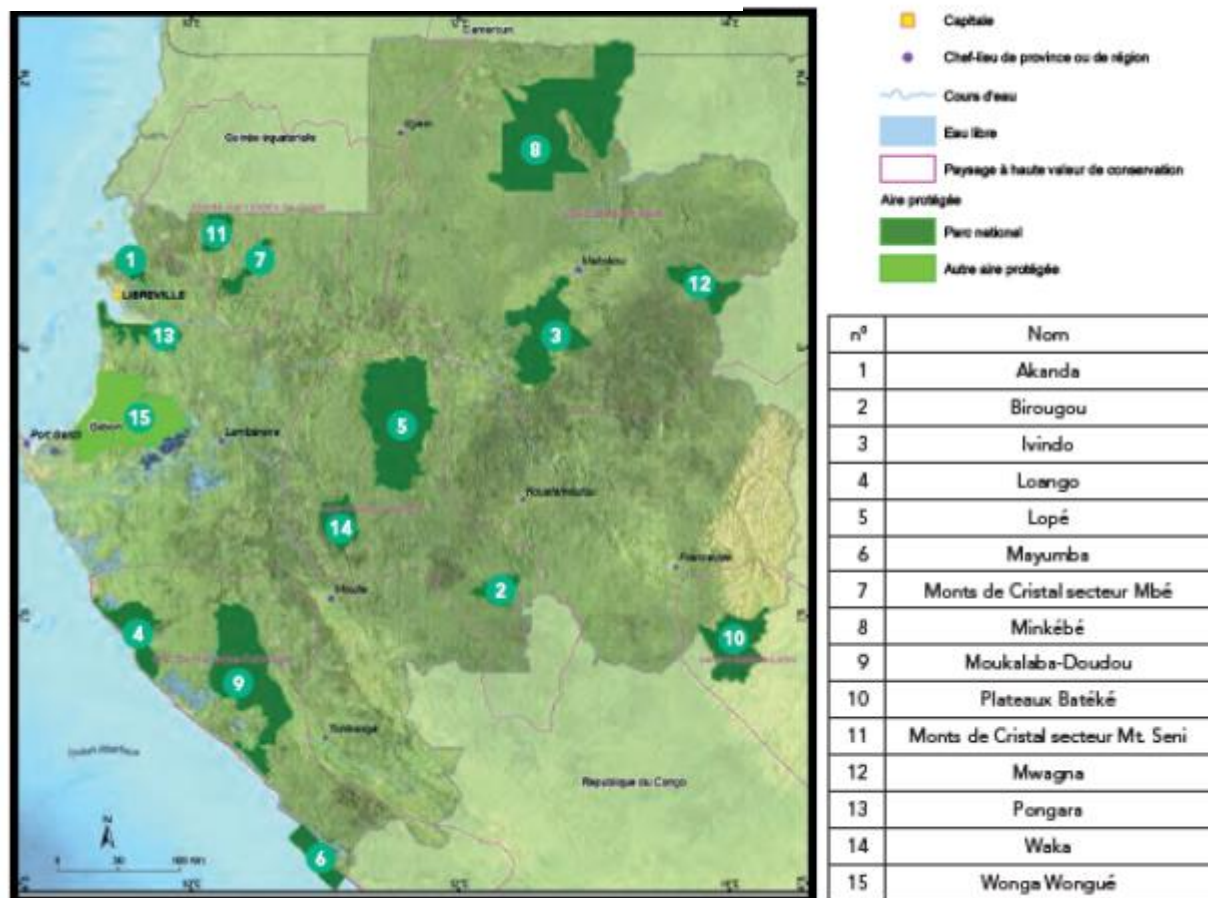 Cameroun
Guinée équatoriale
Oyem
8
11
7
1
LIBREVILLE
Makokou
12
13
3
15
Gabon
5
Port Gentil
Lambaréné
14
Franceville
2
Mouila
4
10
9
Tchibanga
Océan Atlantique
République du Congo
N
6
Capitale
Chef-lieu de province ou de région
Cours d'eau
Eau libre
Paysage à haute valeur de conservation
Aire protégée
Parc national
Autre aire protégée
n° Nom
1 Akanda
2 Birougou
3 Ivindo
4 Loango
5 Lopé
6 Mayumba
7 Monts de Cristal secteur Mbé
8 Minkébé
9 Moukalaba-Doudou
10 Plateaux Batéké
11 Monts de Cristal secteur Mt. Seni
12 Mwagna
13 Pongara
14 Waka
15 Wonga Wongué